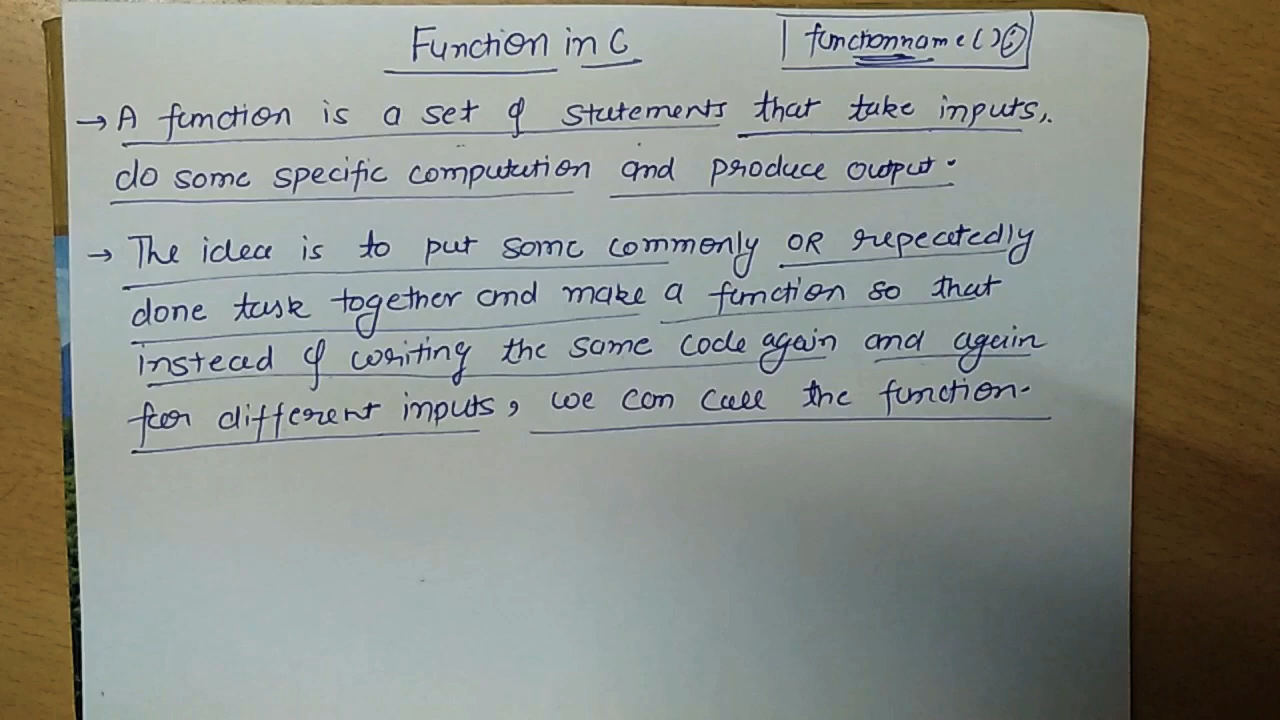 Function in C
functionname();
→ A function is a set of statements that take inputs,
do some specific computation and produce output.
→ The idea is to put some commonly OR repeatedly
done task together and make a function so that
instead of writing the same code again and again
for different inputs, we can call the function.